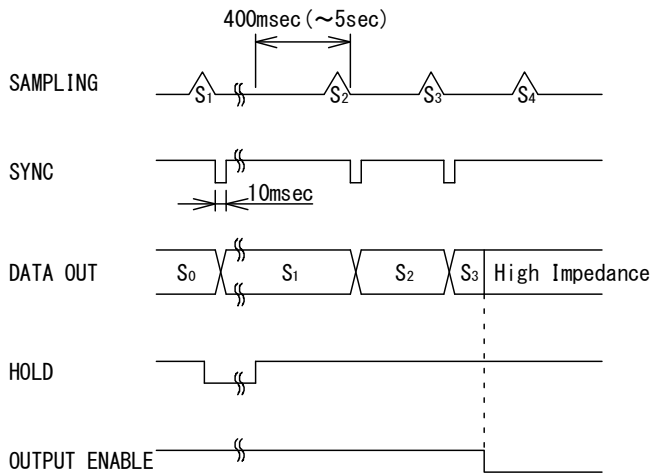 400msec(～5sec)
SAMPLING
S1 S2 S3 S4
SYNC
10msec
DATA OUT
S0 S1 S2 S3 High Impedance
HOLD
OUTPUT ENABLE